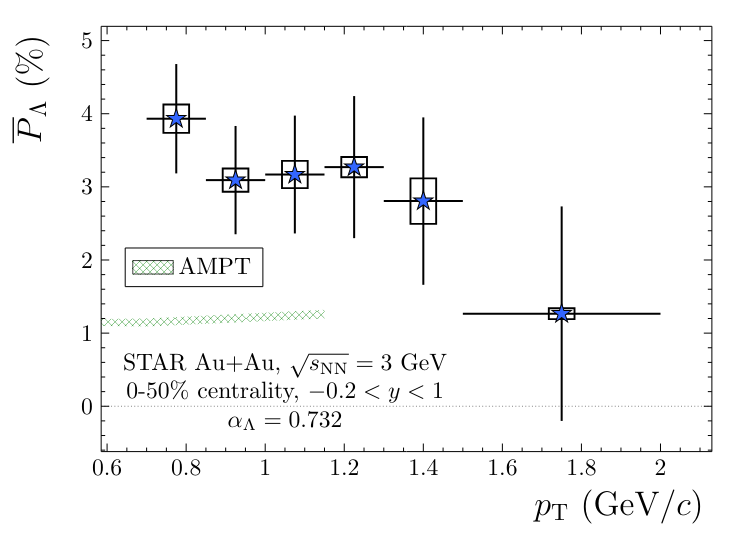 P̅_Λ (%)
5
4
3
2
1
0
AMPT
STAR Au+Au, √s_NN = 3 GeV
0-50% centrality, −0.2 < y < 1
α_Λ = 0.732
0.6 0.8 1 1.2 1.4 1.6 1.8 2
p_T (GeV/c)